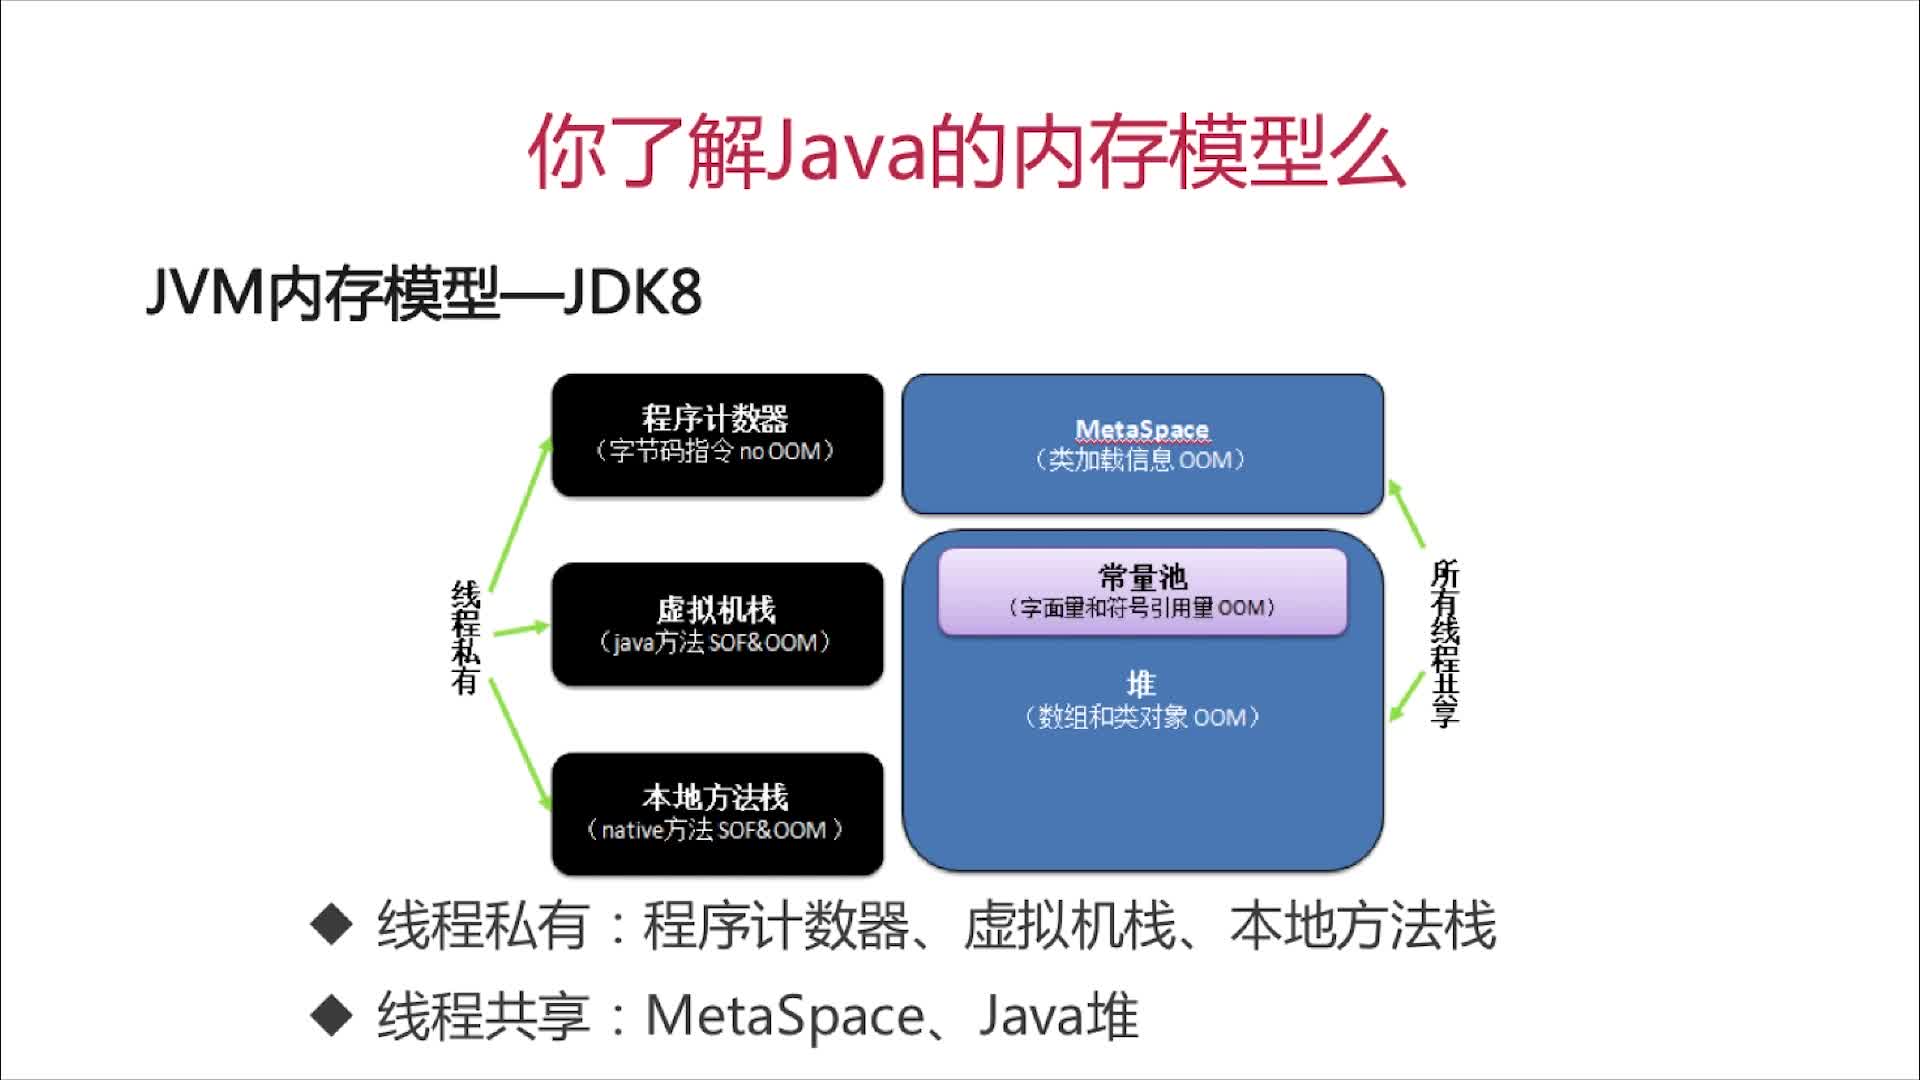 你了解Java的内存模型么
JVM内存模型—JDK8
程序计数器
（字节码指令 no OOM）
MetaSpace
（类加载信息 OOM）
线程私有
虚拟机栈
（java方法 SOF&OOM）
常量池
（字面量和符号引用量 OOM）
堆
（数组和类对象 OOM）
所有线程共享
本地方法栈
（native方法 SOF&OOM ）
◆ 线程私有：程序计数器、虚拟机栈、本地方法栈
◆ 线程共享：MetaSpace、Java堆